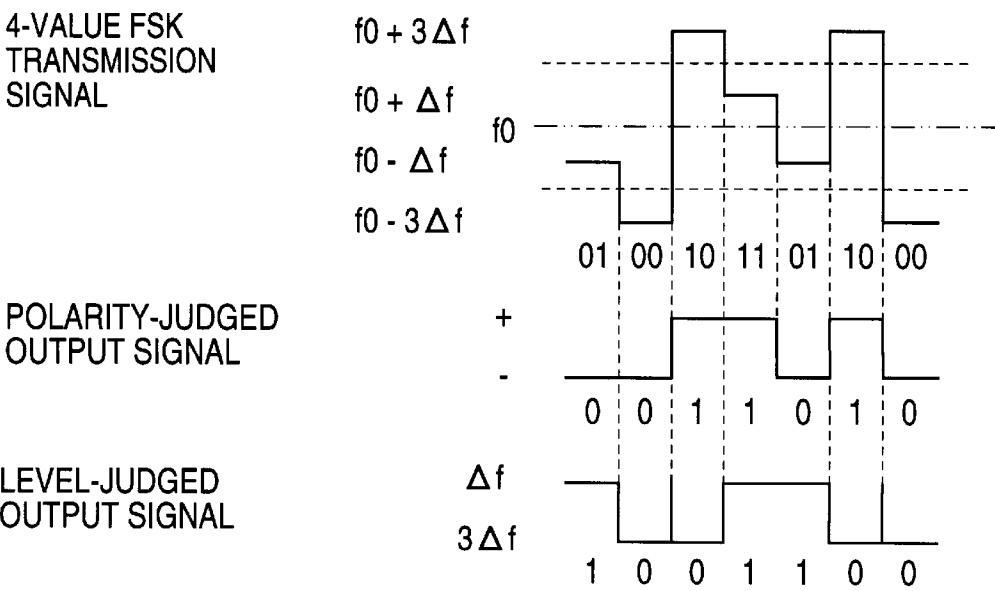 4-VALUE FSK
TRANSMISSION
SIGNAL
f0 + 3Δf
f0 + Δf
f0
f0 - Δf
f0 - 3Δf
01 00 10 11 01 10 00
POLARITY-JUDGED
OUTPUT SIGNAL
+
-
0 0 1 1 0 1 0
LEVEL-JUDGED
OUTPUT SIGNAL
Δf
3Δf
1 0 0 1 1 0 0